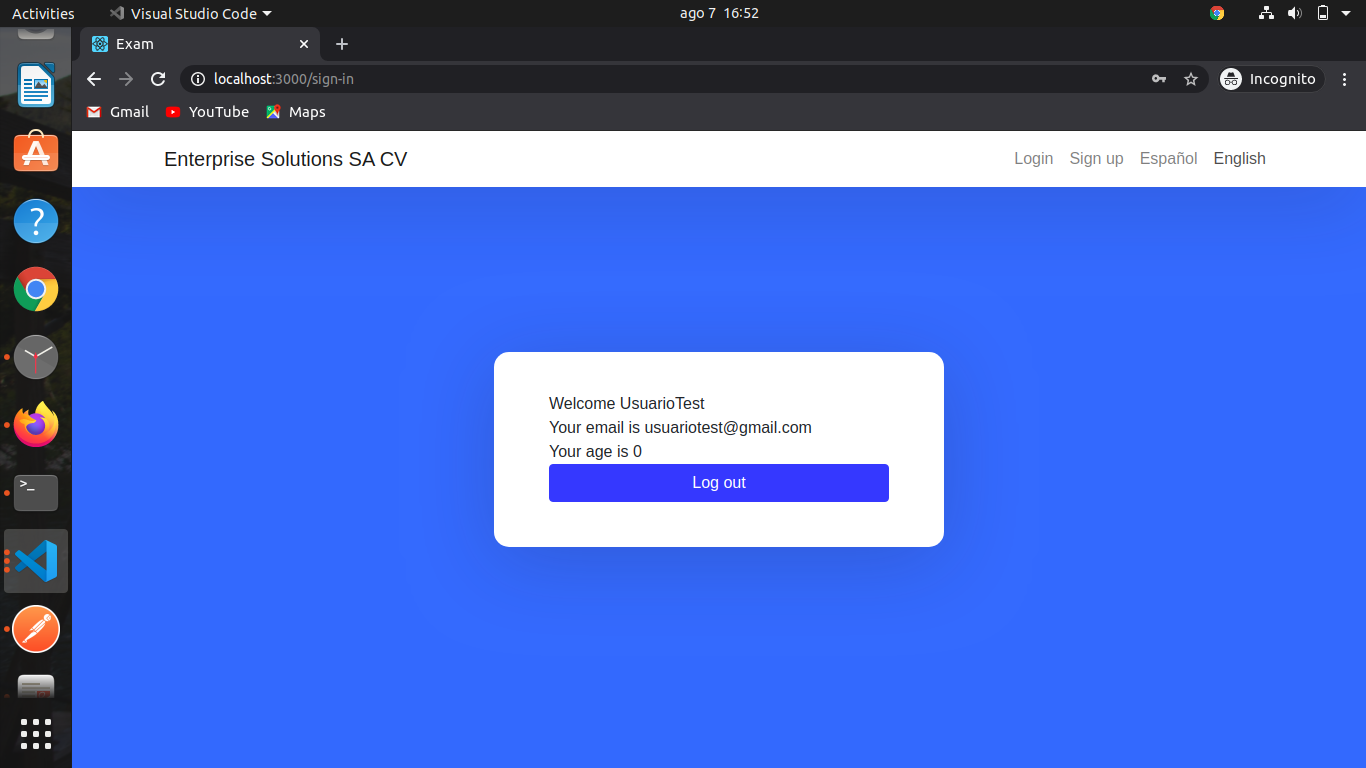 Activities Visual Studio Code ago 7 16:52
Exam
localhost:3000/sign-in Incognito
Gmail YouTube Maps
Enterprise Solutions SA CV Login Sign up Español English
Welcome UsuarioTest
Your email is usuariotest@gmail.com
Your age is 0
Log out